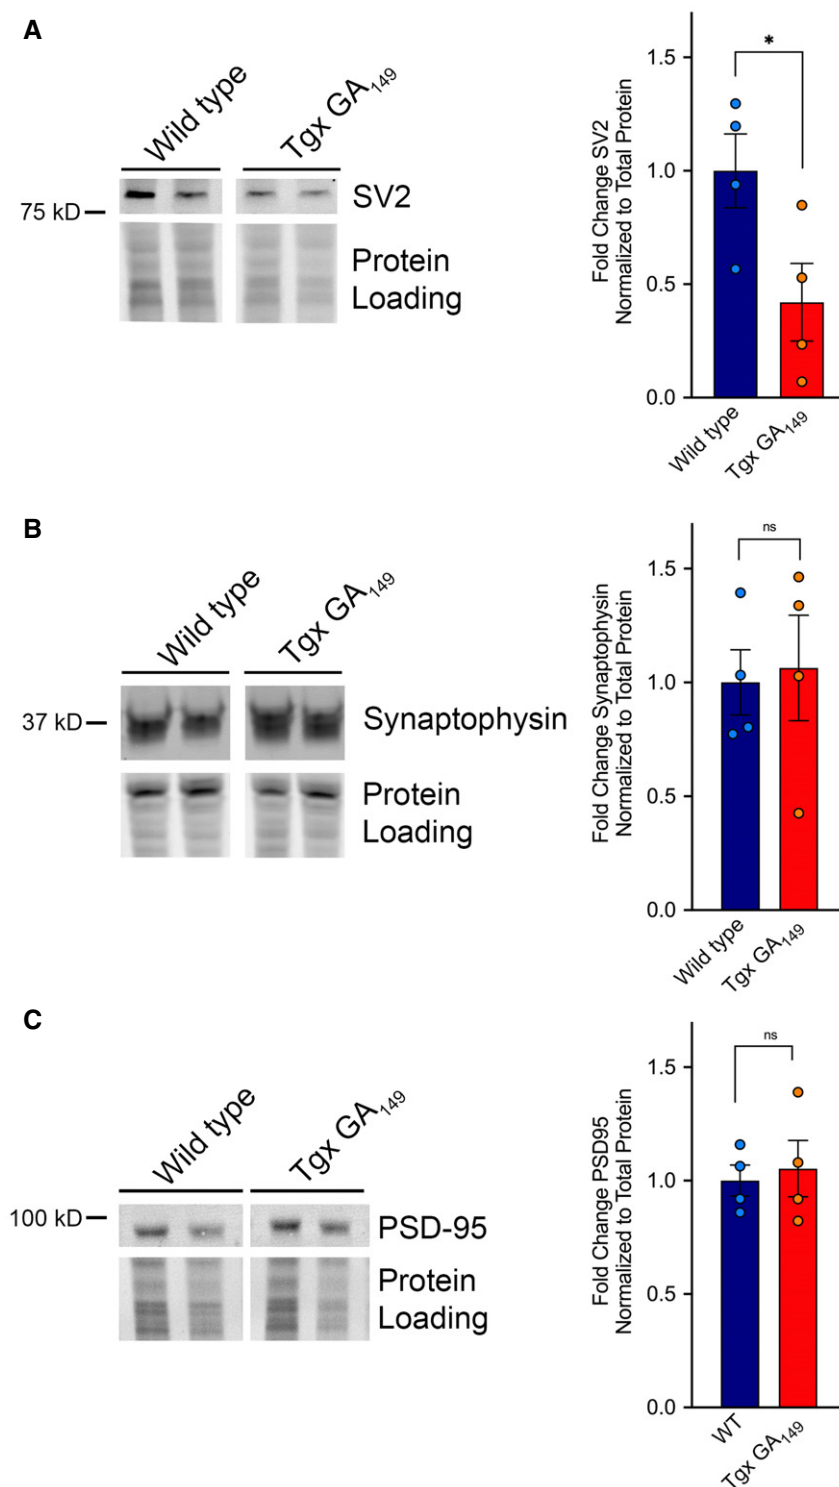 A
Wild type
Tgx GA149
75 kD
SV2
Protein
Loading
Fold Change SV2
Normalized to Total Protein
1.5
1.0
0.5
0.0
*
Wild type
Tgx GA149
B
Wild type
Tgx GA149
37 kD
Synaptophysin
Protein
Loading
Fold Change Synaptophysin
Normalized to Total Protein
1.5
1.0
0.5
0.0
ns
Wild type
Tgx GA149
C
Wild type
Tgx GA149
100 kD
PSD-95
Protein
Loading
Fold Change PSD95
Normalized to Total Protein
1.5
1.0
0.5
0.0
ns
WT
Tgx GA149